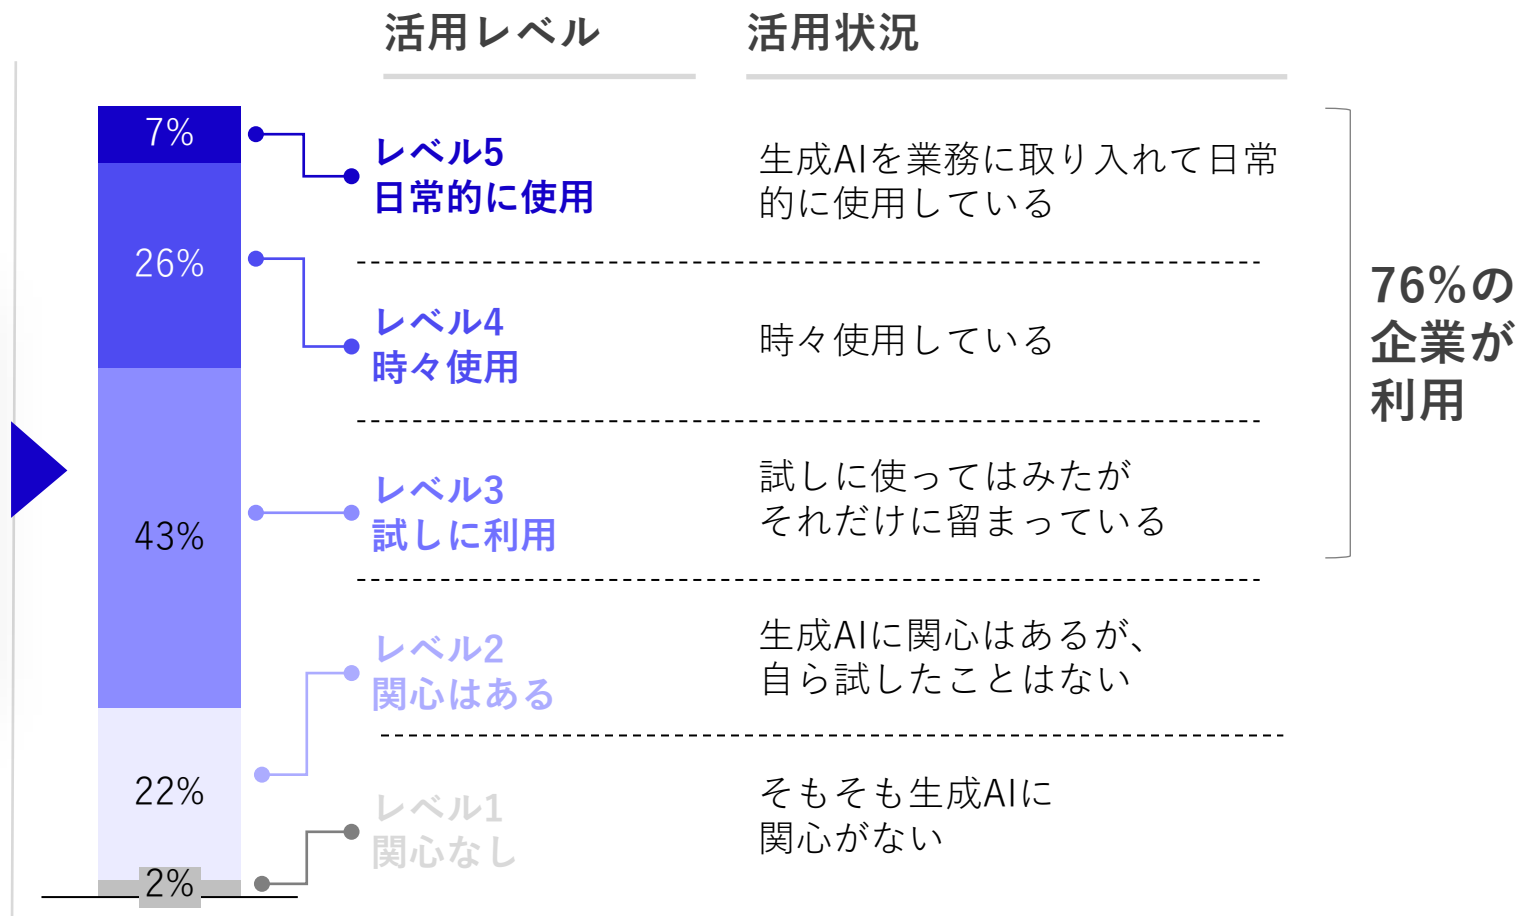 活用レベル
活用状況
7%
レベル5
日常的に使用
生成AIを業務に取り入れて日常
的に使用している
26%
レベル4
時々使用
時々使用している
76%の
企業が
利用
43%
レベル3
試しに利用
試しに使ってはみたが
それだけに留まっている
22%
レベル2
関心はある
生成AIに関心はあるが、
自ら試したことはない
2%
レベル1
関心なし
そもそも生成AIに
関心がない